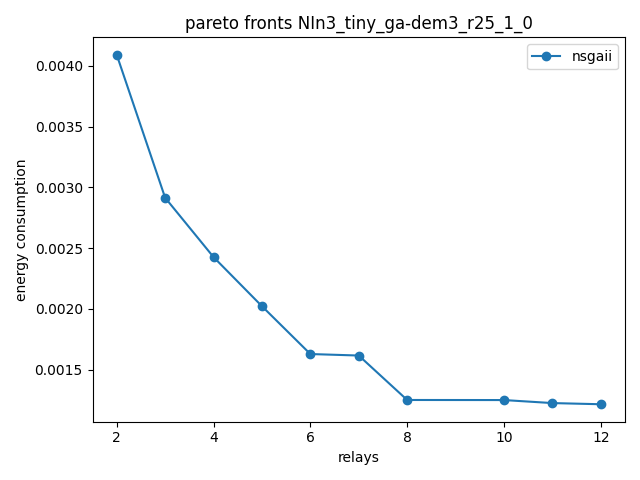 pareto fronts NIn3_tiny_ga-dem3_r25_1_0
nsgaii
energy consumption
0.0040
0.0035
0.0030
0.0025
0.0020
0.0015
2 4 6 8 10 12
relays